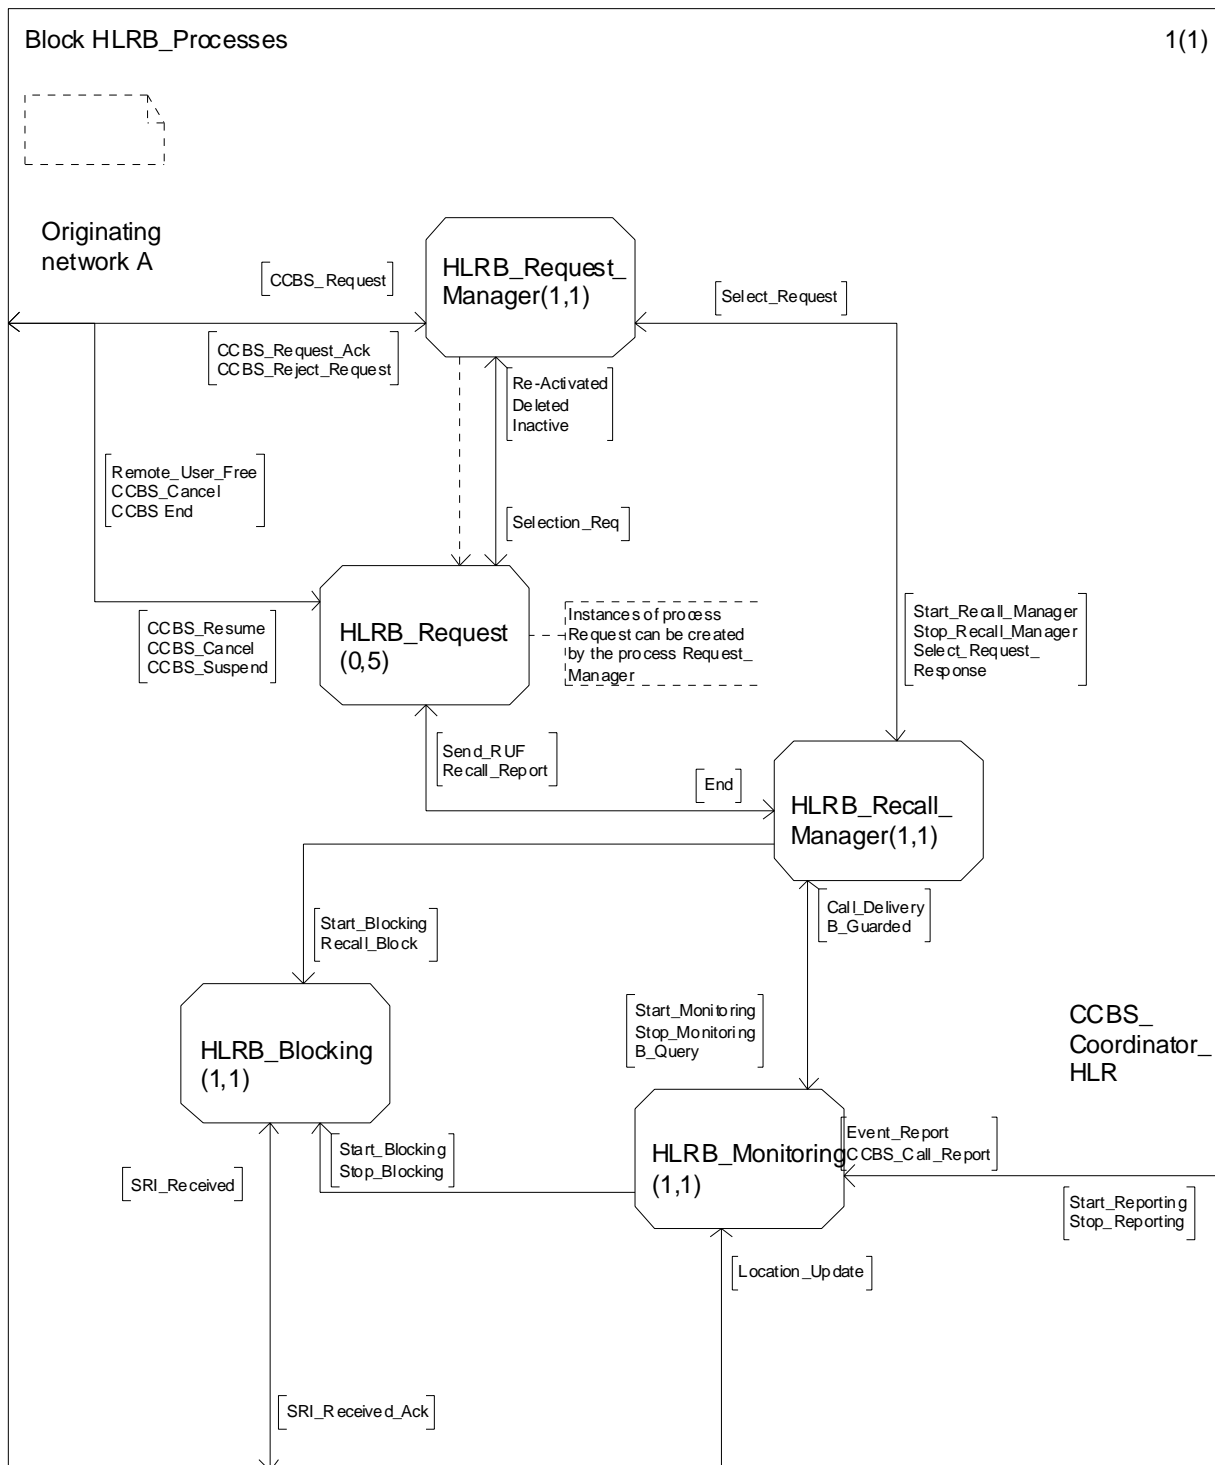 Block HLRB_Processes
1(1)
Originating
network A
CCBS_Request
HLRB_Request_
Manager(1,1)
Select_Request
CCBS_Request_Ack
CCBS_Reject_Request
Re-Activated
Deleted
Inactive
Remote_User_Free
CCBS_Cancel
CCBS End
Selection_Req
CCBS_Resume
CCBS_Cancel
CCBS_Suspend
HLRB_Request
(0,5)
Instances of process
Request can be created
by the process Request_
Manager
Start_Recall_Manager
Stop_Recall_Manager
Select_Request_
Response
Send_RUF
Recall_Report
End
HLRB_Recall_
Manager(1,1)
Start_Blocking
Recall_Block
Call_Delivery
B_Guarded
HLRB_Blocking
(1,1)
Start_Monitoring
Stop_Monitoring
B_Query
CCBS_
Coordinator_
HLR
SRI_Received
Start_Blocking
Stop_Blocking
HLRB_Monitoring
(1,1)
Event_Report
CCBS_Call_Report
Start_Reporting
Stop_Reporting
Location_Update
SRI_Received_Ack